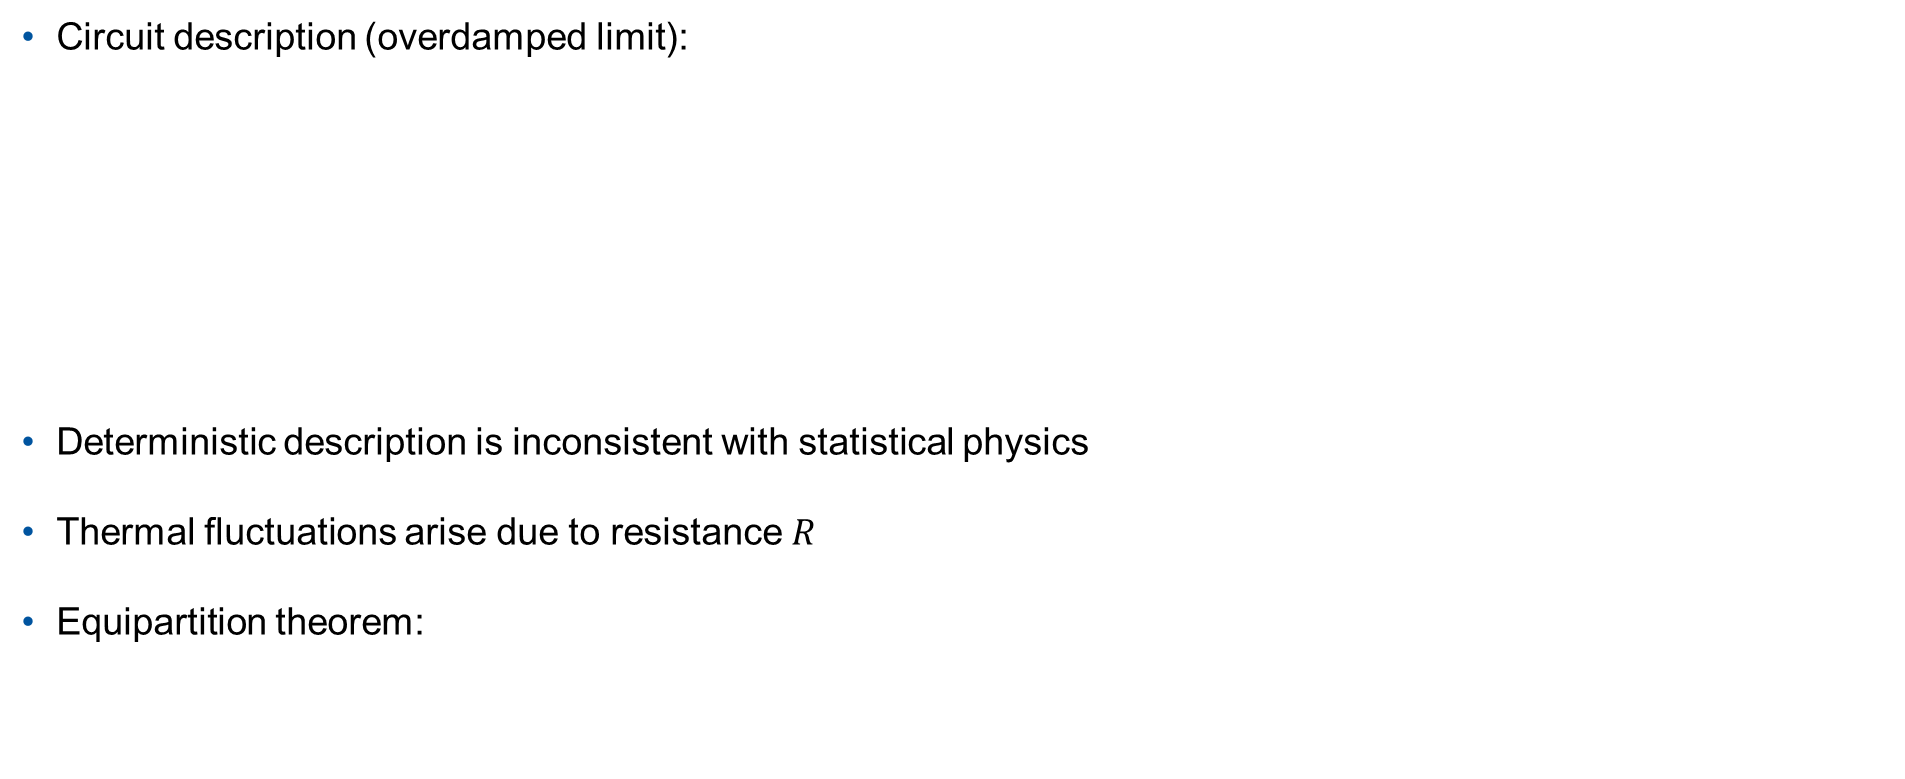 • Circuit description (overdamped limit):
• Deterministic description is inconsistent with statistical physics
• Thermal fluctuations arise due to resistance R
• Equipartition theorem: